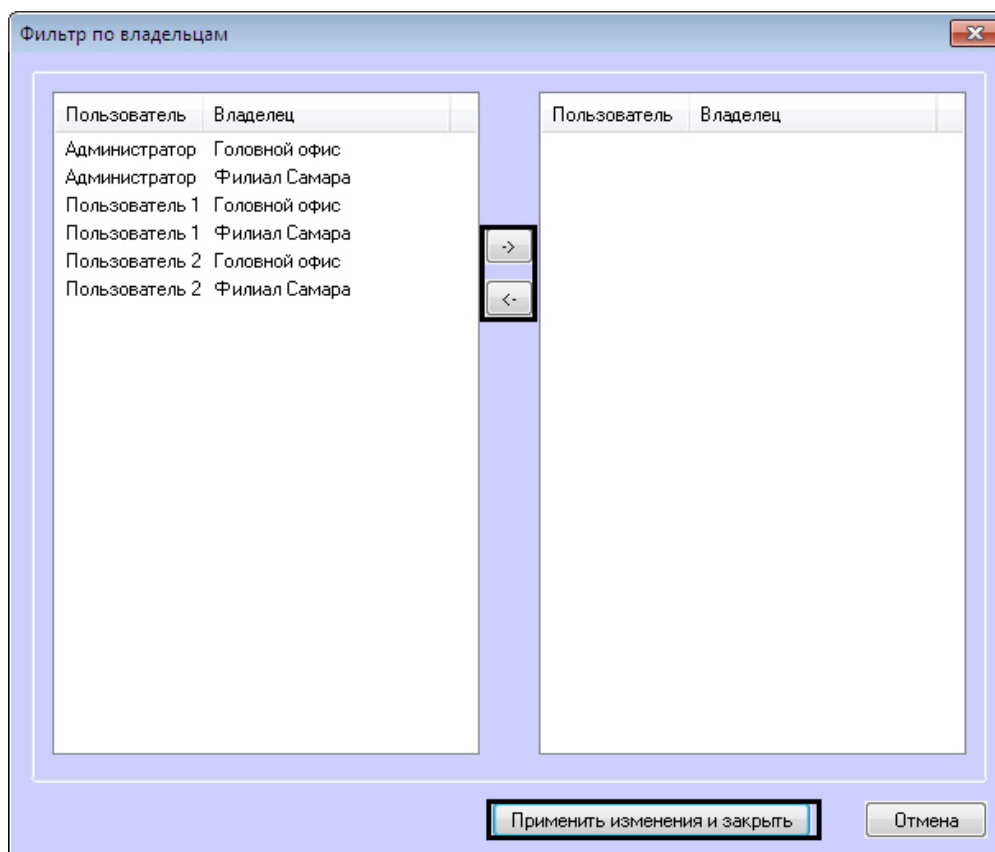 Фильтр по владельцам
Пользователь Владелец
Администратор Головной офис
Администратор Филиал Самара
Пользователь 1 Головной офис
Пользователь 1 Филиал Самара
Пользователь 2 Головной офис
Пользователь 2 Филиал Самара
->
<-
Пользователь Владелец
Применить изменения и закрыть
Отмена